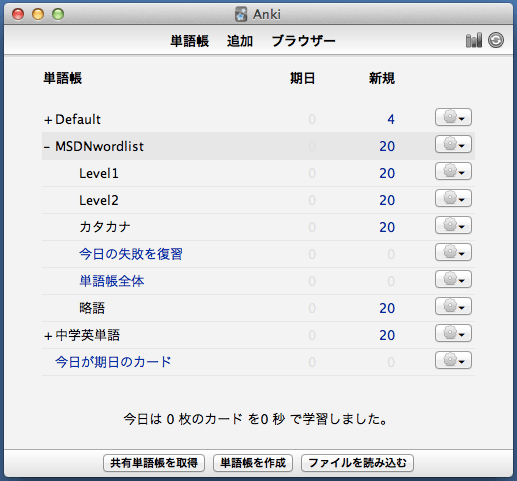 Anki
単語帳 追加 ブラウザー
単語帳 期日 新規
+ Default 0 4
– MSDNwordlist 0 20
Level1 0 20
Level2 0 20
カタカナ 0 20
今日の失敗を復習 0 0
単語帳全体 0 0
略語 0 20
+ 中学英単語 0 20
今日が期日のカード 0 0
今日は 0 枚のカード を0 秒 で学習しました。
共有単語帳を取得 単語帳を作成 ファイルを読み込む